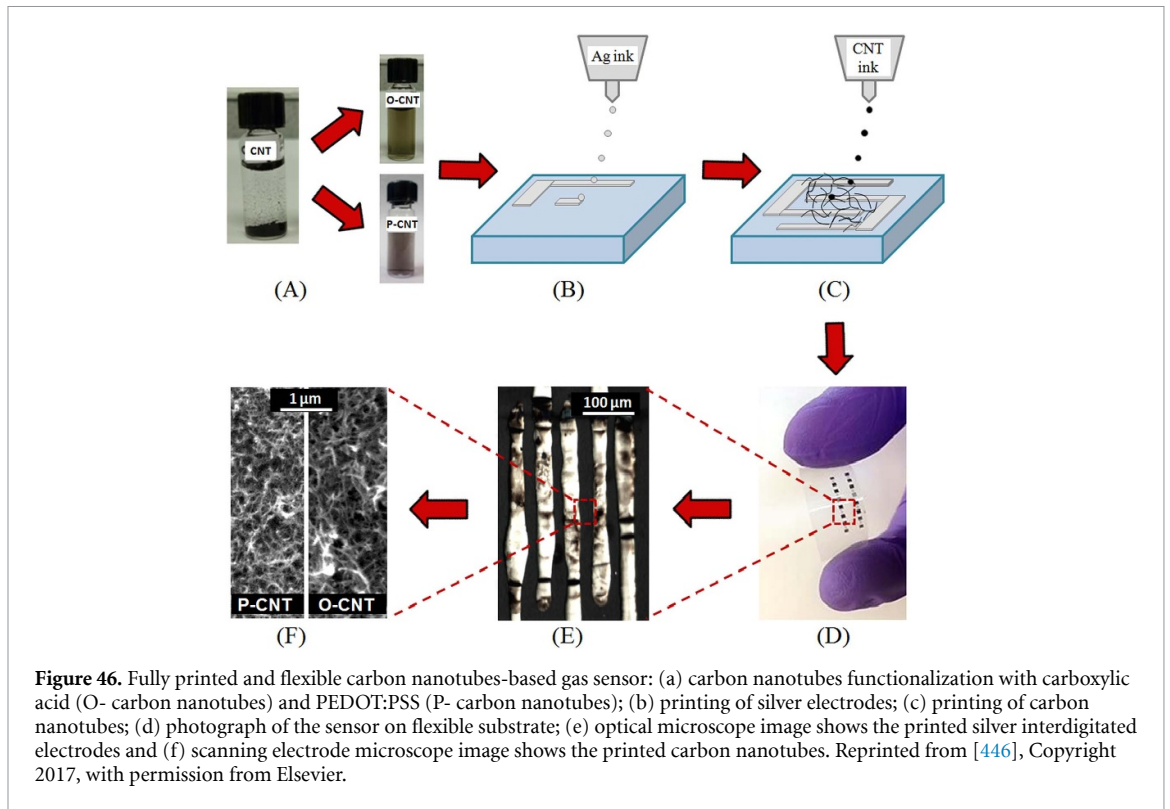 CNT
O-CNT
P-CNT
Ag ink
CNT
ink
(A)
(B)
(C)
1 µm
P-CNT
O-CNT
100 µm
(F)
(E)
(D)
Figure 46. Fully printed and flexible carbon nanotubes-based gas sensor: (a) carbon nanotubes functionalization with carboxylic
acid (O- carbon nanotubes) and PEDOT:PSS (P- carbon nanotubes); (b) printing of silver electrodes; (c) printing of carbon
nanotubes; (d) photograph of the sensor on flexible substrate; (e) optical microscope image shows the printed silver interdigitated
electrodes and (f) scanning electrode microscope image shows the printed carbon nanotubes. Reprinted from [446], Copyright
2017, with permission from Elsevier.